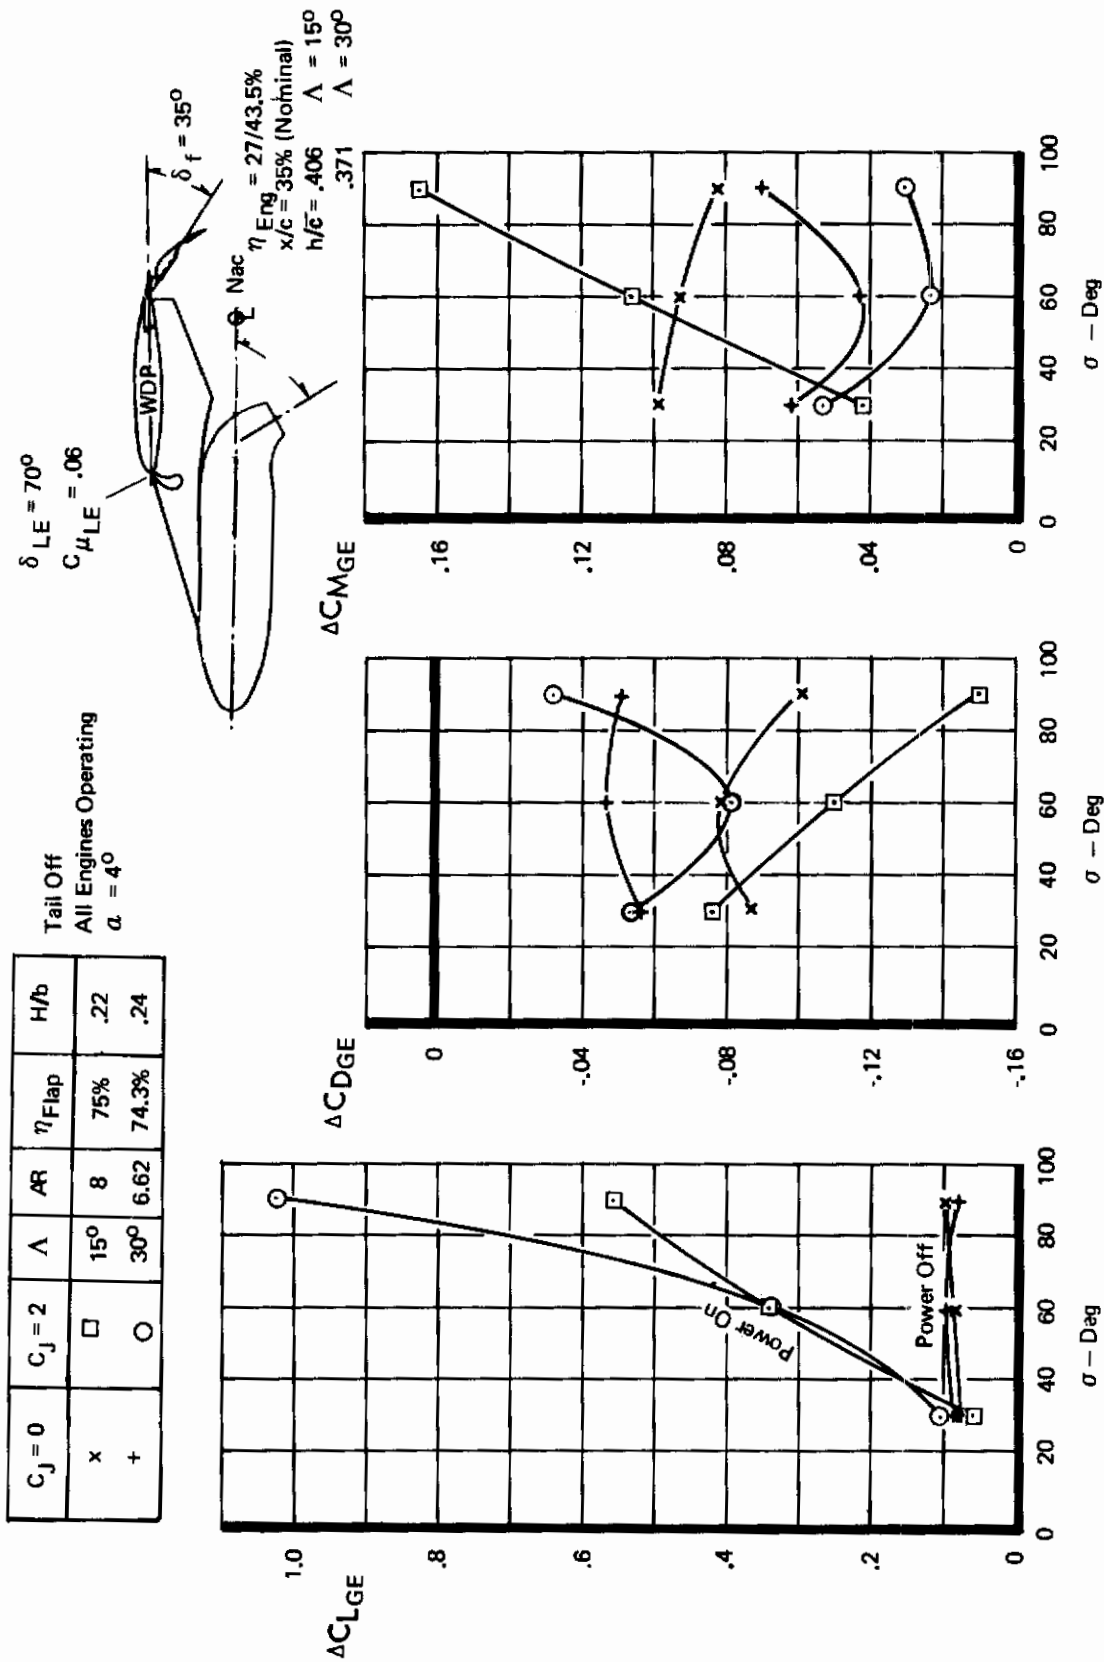 C_J = 0 C_J = 2 Λ AR η_Flap H/b
x □ 15° 8 75% .22
+ ○ 30° 6.62 74.3% .24
Tail Off
All Engines Operating
α = 4°
δ_LE = 70°
C_μ_LE = .06
WDP
δ_f = 35°
Nac
η_Eng = 27/43.5%
x/c = 35% (Nominal)
h/c̄ = .406 Λ = 15°
.371 Λ = 30°
ΔC_LGE
1.0
.8
.6
.4
.2
0
Power On
Power Off
0 20 40 60 80 100
σ – Dag
ΔC_DGE
0
-.04
-.08
-.12
-.16
0 20 40 60 80 100
σ – Deg
ΔC_MGE
.16
.12
.08
.04
0
0 20 40 60 80 100
σ – Deg